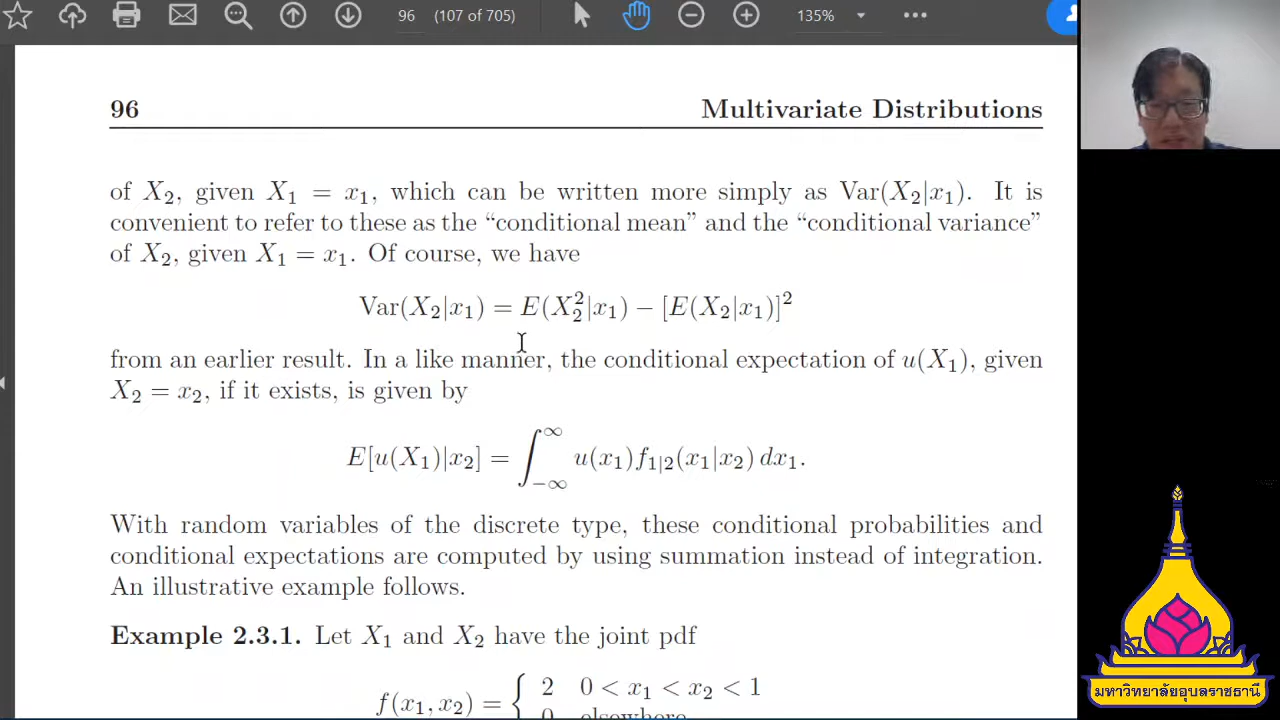 96 (107 of 705) 135%
96 Multivariate Distributions
of X₂, given X₁ = x₁, which can be written more simply as Var(X₂|x₁). It is
convenient to refer to these as the “conditional mean” and the “conditional variance”
of X₂, given X₁ = x₁. Of course, we have
Var(X₂|x₁) = E(X₂²|x₁) − [E(X₂|x₁)]²
from an earlier result. In a like manner, the conditional expectation of u(X₁), given
X₂ = x₂, if it exists, is given by
E[u(X₁)|x₂] = ∫_{−∞}^{∞} u(x₁)f₁|₂(x₁|x₂) dx₁.
With random variables of the discrete type, these conditional probabilities and
conditional expectations are computed by using summation instead of integration.
An illustrative example follows.
Example 2.3.1. Let X₁ and X₂ have the joint pdf
f(x₁, x₂) = { 2 0 < x₁ < x₂ < 1
0 elsewhere
มหาวิทยาลัยอุบลราชธานี